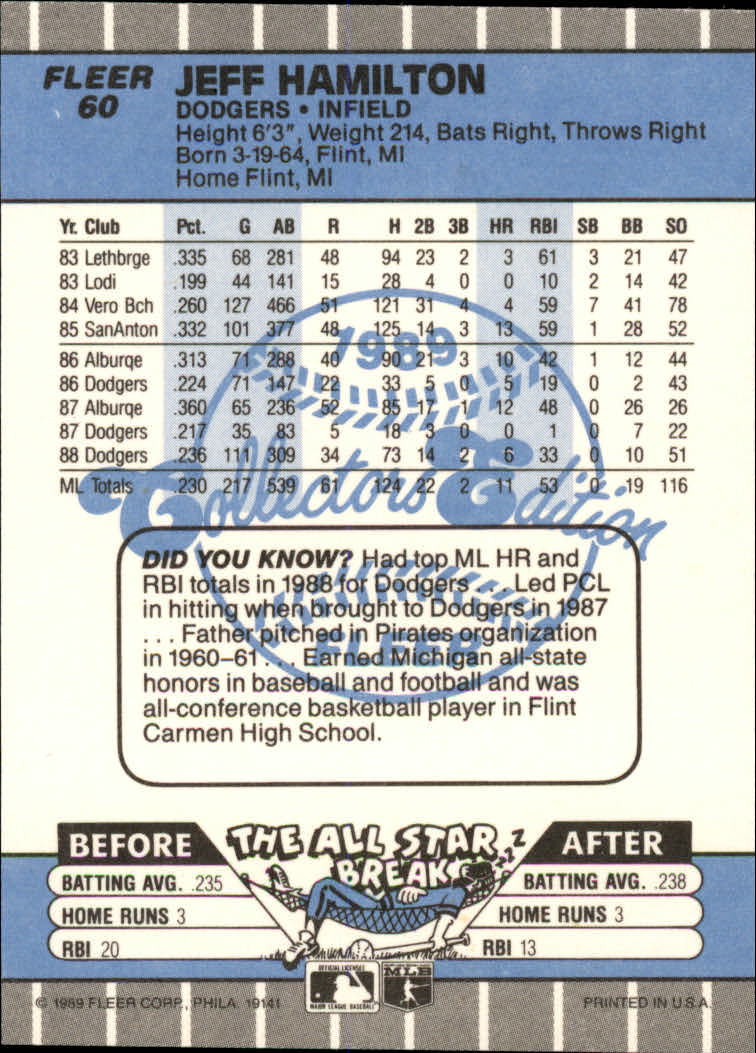 FLEER
60
JEFF HAMILTON
DODGERS • INFIELD
Height 6'3", Weight 214, Bats Right, Throws Right
Born 3-19-64, Flint, MI
Home Flint, MI
Yr. Club Pct. G AB R H 2B 3B HR RBI SB BB SO
83 Lethbrge .335 68 281 48 94 23 2 3 61 3 21 47
83 Lodi .199 44 141 15 28 4 0 0 10 2 14 42
84 Vero Bch .260 127 466 51 121 31 4 4 59 7 41 78
85 SanAnton .332 101 377 48 125 14 3 13 59 1 28 52
86 Alburqe .313 71 288 40 90 21 3 10 42 1 12 44
86 Dodgers .224 71 147 22 33 5 0 5 19 0 2 43
87 Alburqe .360 65 236 52 85 17 1 12 48 0 26 26
87 Dodgers .217 35 83 5 18 3 0 0 1 0 7 22
88 Dodgers .236 111 309 34 73 14 2 6 33 0 10 51
ML Totals .230 217 539 61 124 22 2 11 53 0 19 116
1989
Collectors' Edition
FLEER
DID YOU KNOW? Had top ML HR and
RBI totals in 1988 for Dodgers . . . Led PCL
in hitting when brought to Dodgers in 1987
. . . Father pitched in Pirates organization
in 1960–61 . . . Earned Michigan all-state
honors in baseball and football and was
all-conference basketball player in Flint
Carmen High School.
THE ALL STAR
BREAK
ZZZ
BEFORE
BATTING AVG. .235
HOME RUNS 3
RBI 20
AFTER
BATTING AVG. .238
HOME RUNS 3
RBI 13
OFFICIAL LICENSEE
MAJOR LEAGUE BASEBALL
MLB
© 1989 FLEER CORP., PHILA. 19141
PRINTED IN U.S.A.